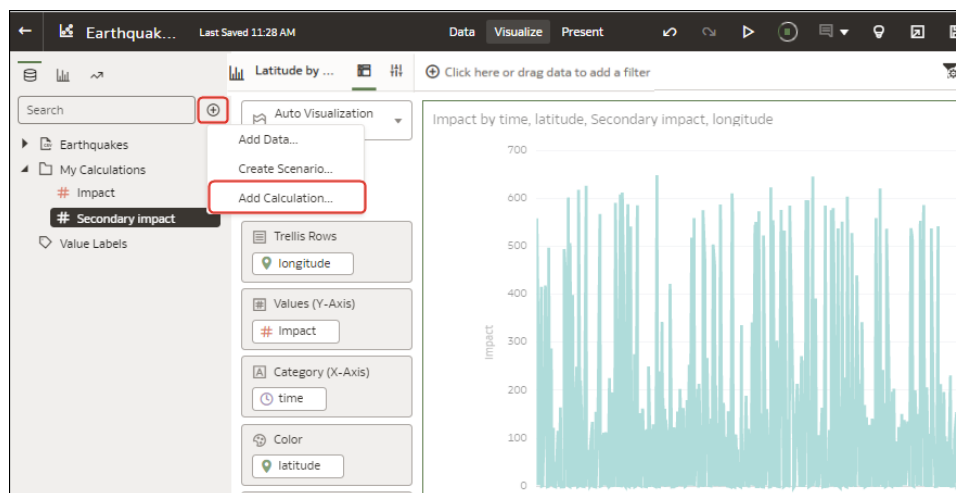 Earthquak...
Last Saved 11:28 AM
Data
Visualize
Present
Latitude by ...
Click here or drag data to add a filter
Search
Auto Visualization
Add Data...
Create Scenario...
Add Calculation...
Earthquakes
My Calculations
# Impact
# Secondary impact
Value Labels
Trellis Rows
longitude
Values (Y-Axis)
# Impact
Category (X-Axis)
time
Color
latitude
Impact by time, latitude, Secondary impact, longitude
700
600
500
400
300
200
100
0
Impact